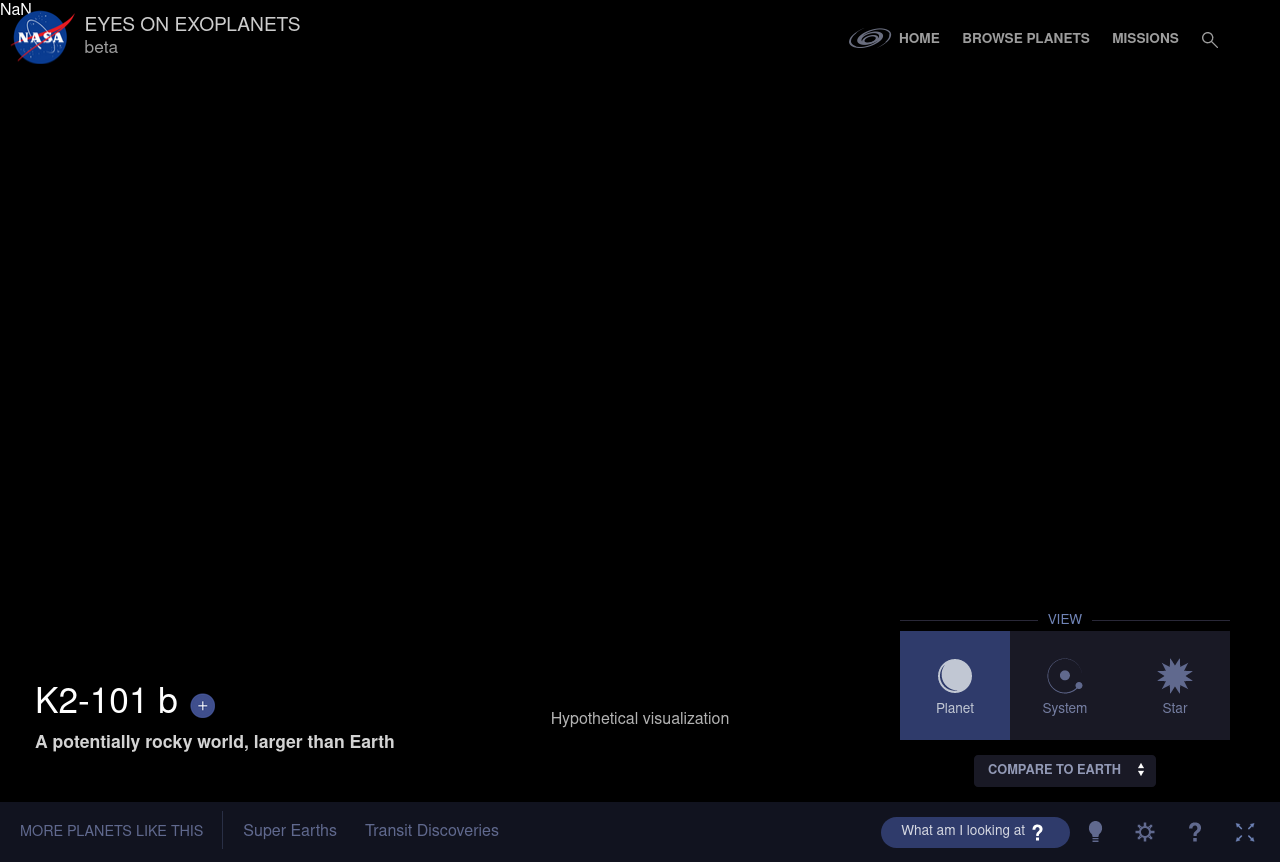 NaN
NASA
EYES ON EXOPLANETS
beta
HOME
BROWSE PLANETS
MISSIONS
VIEW
Planet
System
Star
COMPARE TO EARTH
K2-101 b +
A potentially rocky world, larger than Earth
Hypothetical visualization
MORE PLANETS LIKE THIS
Super Earths
Transit Discoveries
What am I looking at ?
?